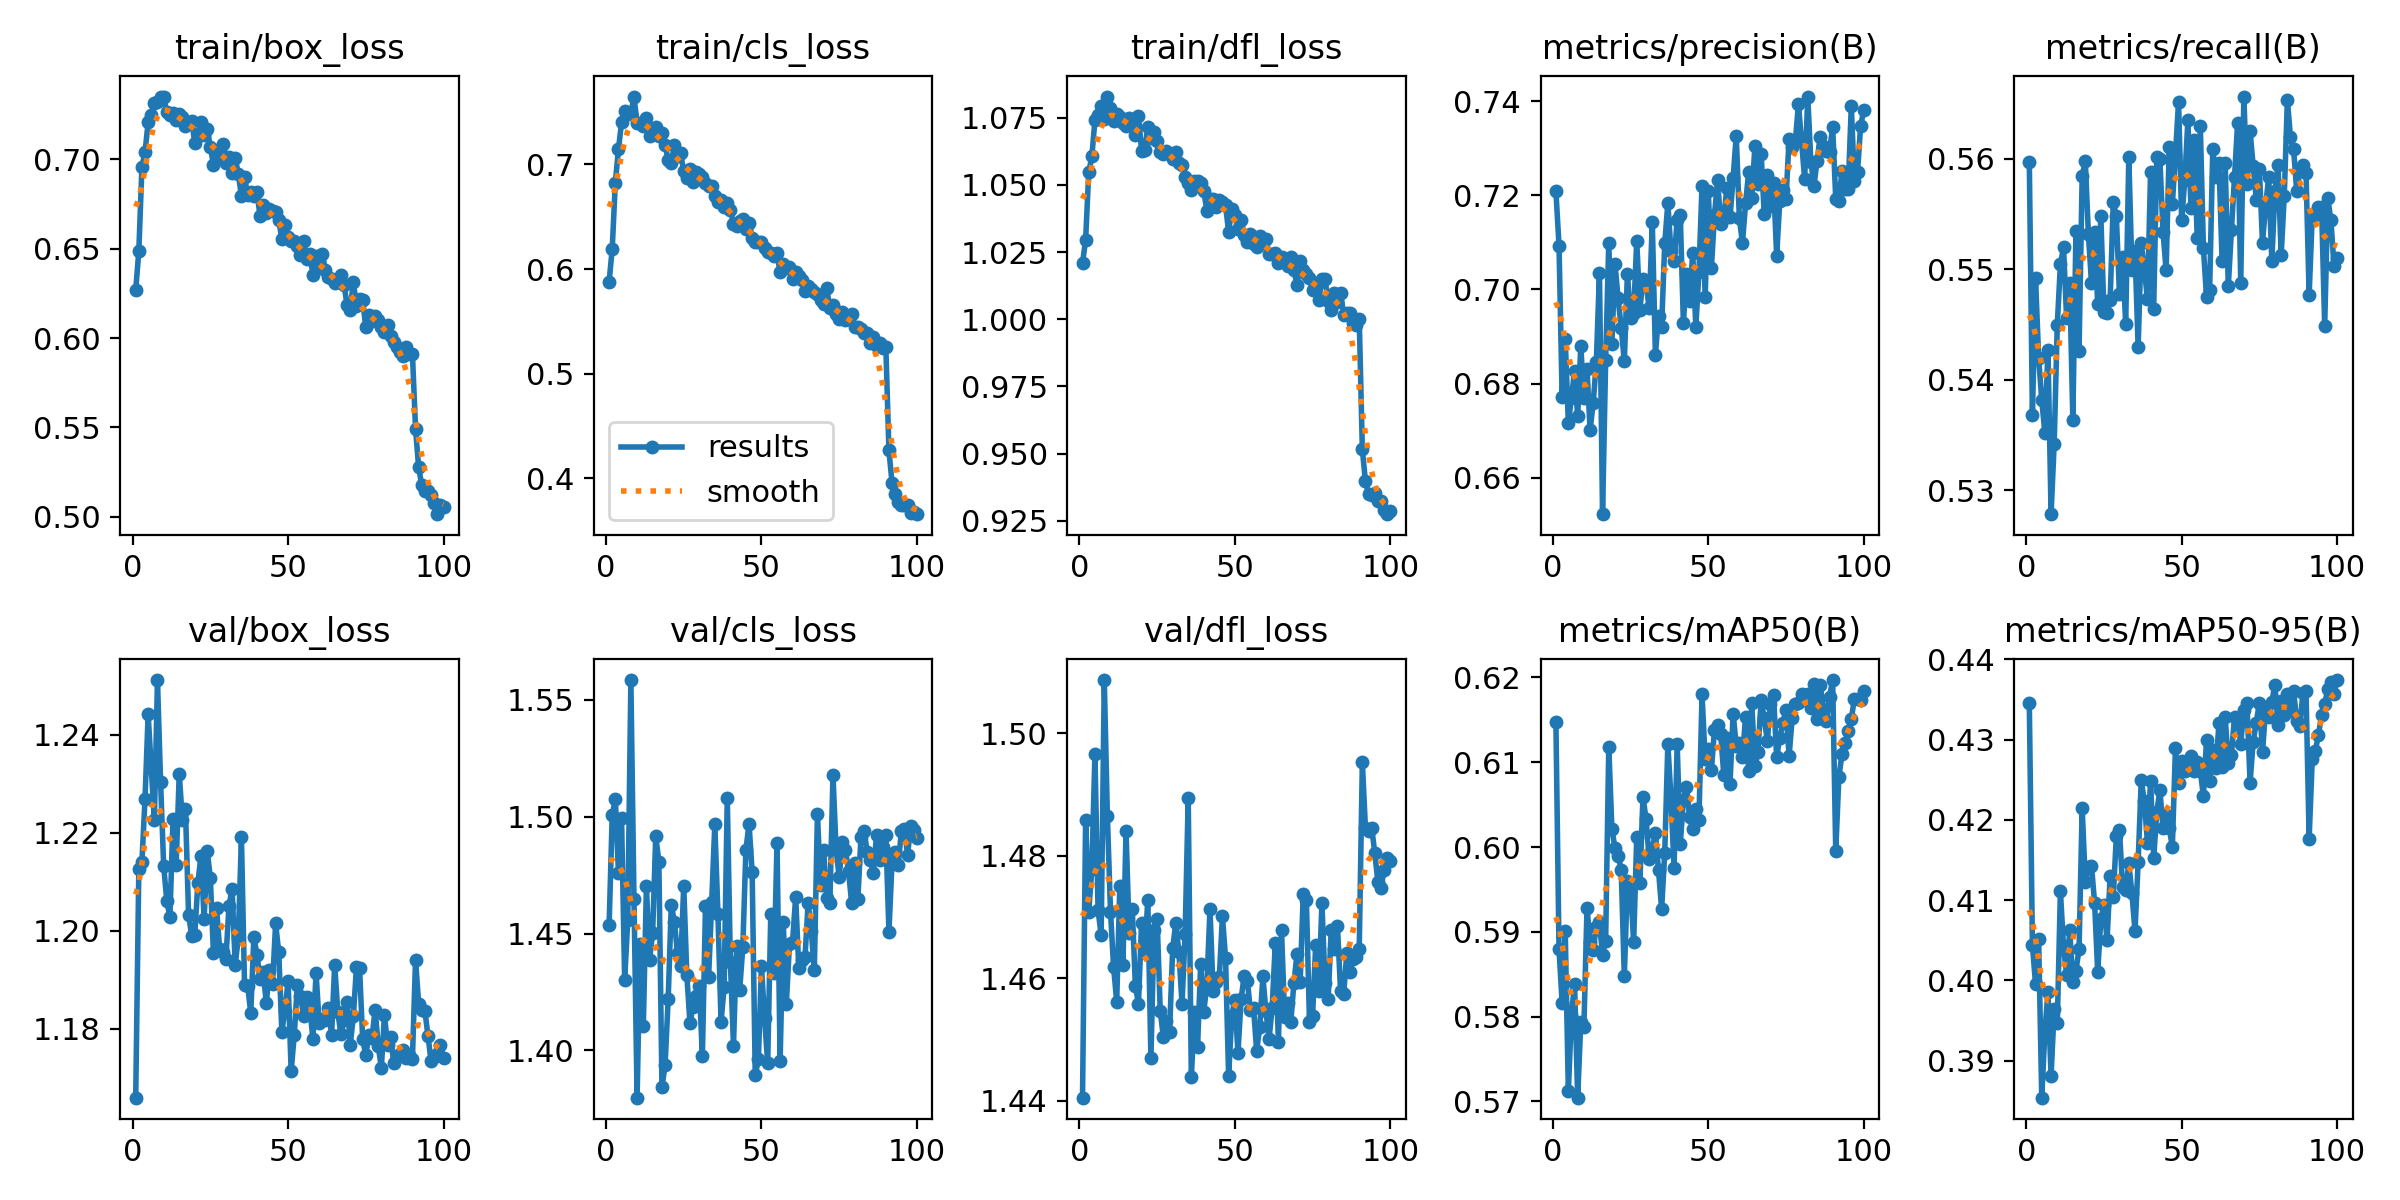 train/box_loss
train/cls_loss
train/dfl_loss
metrics/precision(B)
metrics/recall(B)
0.70
0.65
0.60
0.55
0.50
0 50 100
0.7
0.6
0.5
0.4
results
smooth
0 50 100
1.075
1.050
1.025
1.000
0.975
0.950
0.925
0 50 100
0.74
0.72
0.70
0.68
0.66
0 50 100
0.56
0.55
0.54
0.53
0 50 100
val/box_loss
val/cls_loss
val/dfl_loss
metrics/mAP50(B)
metrics/mAP50-95(B)
1.24
1.22
1.20
1.18
0 50 100
1.55
1.50
1.45
1.40
0 50 100
1.50
1.48
1.46
1.44
0 50 100
0.62
0.61
0.60
0.59
0.58
0.57
0 50 100
0.44
0.43
0.42
0.41
0.40
0.39
0 50 100